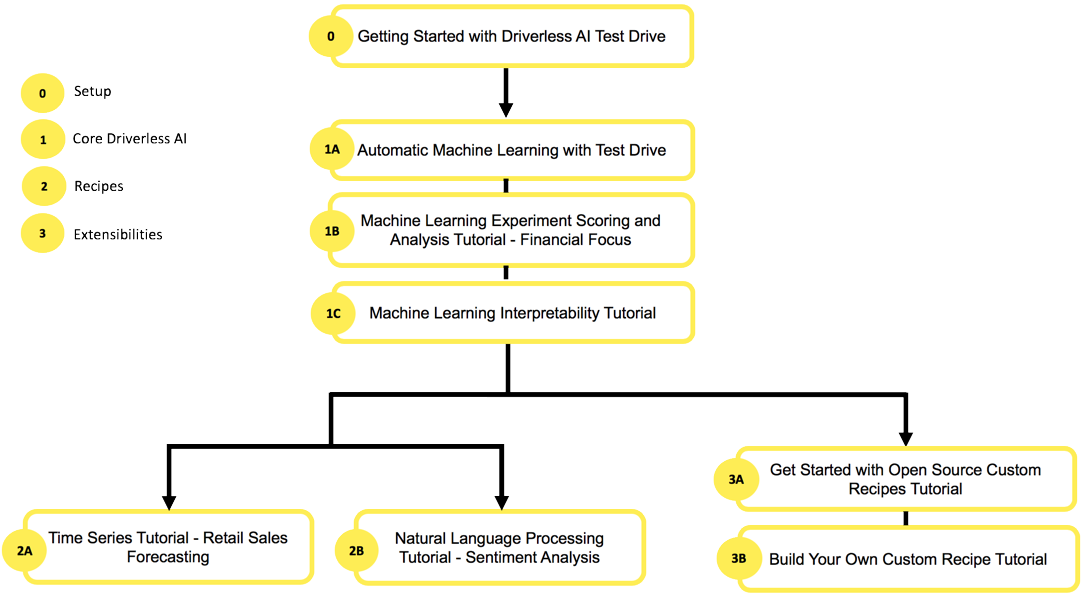 0
Getting Started with Driverless AI Test Drive
0
Setup
1
Core Driverless AI
2
Recipes
3
Extensibilities
1A
Automatic Machine Learning with Test Drive
1B
Machine Learning Experiment Scoring and
Analysis Tutorial - Financial Focus
1C
Machine Learning Interpretability Tutorial
2A
Time Series Tutorial - Retail Sales
Forecasting
2B
Natural Language Processing
Tutorial - Sentiment Analysis
3A
Get Started with Open Source Custom
Recipes Tutorial
3B
Build Your Own Custom Recipe Tutorial